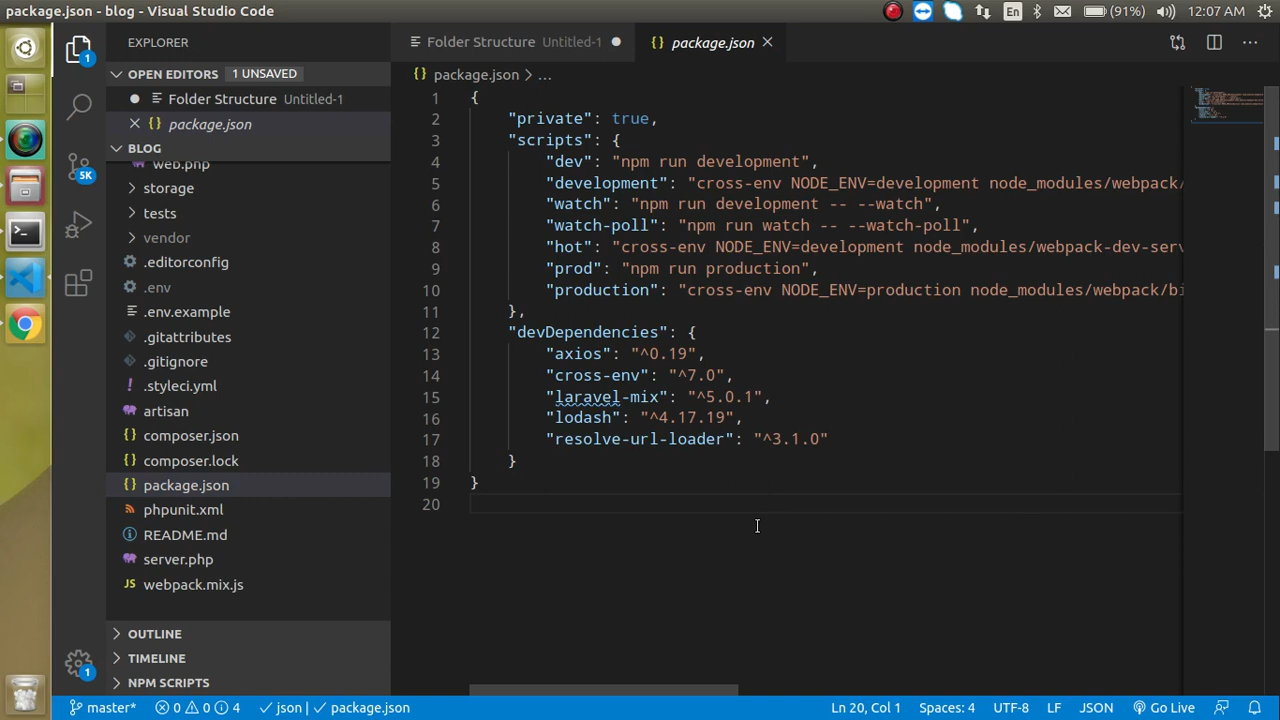 package.json - blog - Visual Studio Code
En
(91%)
12:07 AM
EXPLORER
OPEN EDITORS 1 UNSAVED
Folder Structure Untitled-1
package.json
BLOG
web.php
storage
tests
vendor
.editorconfig
.env
.env.example
.gitattributes
.gitignore
.styleci.yml
artisan
composer.json
composer.lock
package.json
phpunit.xml
README.md
server.php
webpack.mix.js
OUTLINE
TIMELINE
NPM SCRIPTS
1
5K
1
Folder Structure Untitled-1
package.json
package.json > ...
1 {
2 "private": true,
3 "scripts": {
4 "dev": "npm run development",
5 "development": "cross-env NODE_ENV=development node_modules/webpack/
6 "watch": "npm run development -- --watch",
7 "watch-poll": "npm run watch -- --watch-poll",
8 "hot": "cross-env NODE_ENV=development node_modules/webpack-dev-serv
9 "prod": "npm run production",
10 "production": "cross-env NODE_ENV=production node_modules/webpack/bi
11 },
12 "devDependencies": {
13 "axios": "^0.19",
14 "cross-env": "^7.0",
15 "laravel-mix": "^5.0.1",
16 "lodash": "^4.17.19",
17 "resolve-url-loader": "^3.1.0"
18 }
19 }
20
master* 0 0 4 json | package.json Ln 20, Col 1 Spaces: 4 UTF-8 LF JSON Go Live